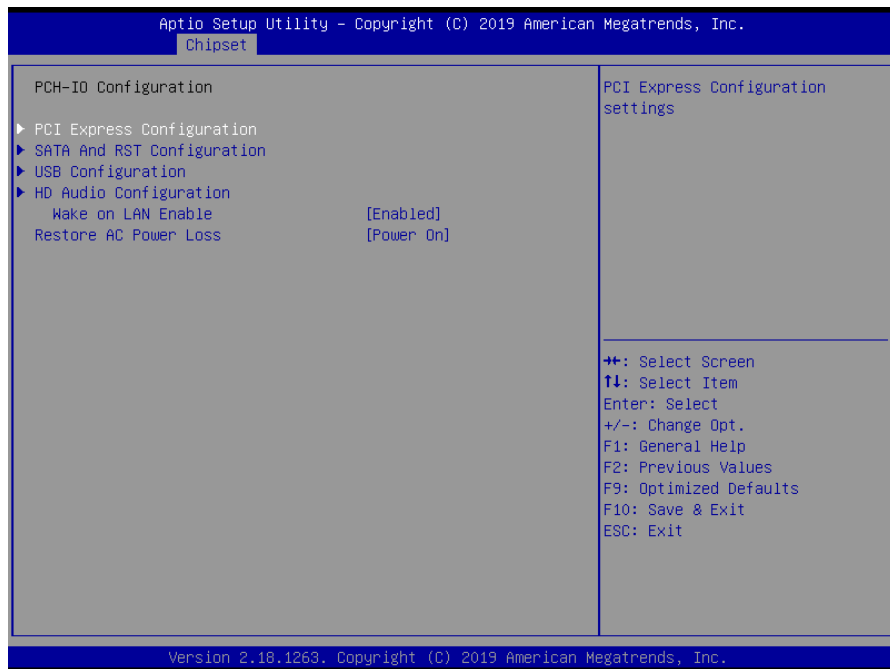 Aptio Setup Utility – Copyright (C) 2019 American Megatrends, Inc.
Chipset
PCH-IO Configuration
PCI Express Configuration
SATA And RST Configuration
USB Configuration
HD Audio Configuration
Wake on LAN Enable [Enabled]
Restore AC Power Loss [Power On]
PCI Express Configuration
settings
→←: Select Screen
↑↓: Select Item
Enter: Select
+/-: Change Opt.
F1: General Help
F2: Previous Values
F9: Optimized Defaults
F10: Save & Exit
ESC: Exit
Version 2.18.1263. Copyright (C) 2019 American Megatrends, Inc.